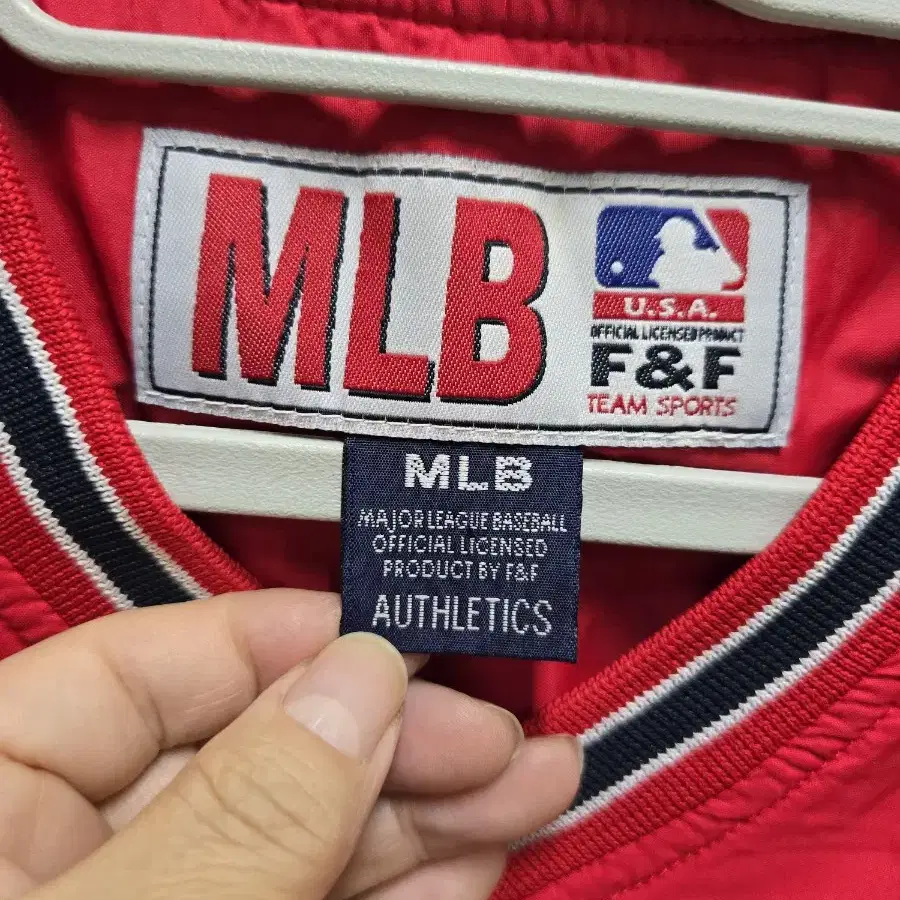 MLB
U.S.A.
OFFICIAL LICENSED PRODUCT
F&F
TEAM SPORTS
MLB
MAJOR LEAGUE BASEBALL
OFFICIAL LICENSED
PRODUCT BY F&F
AUTHLETICS